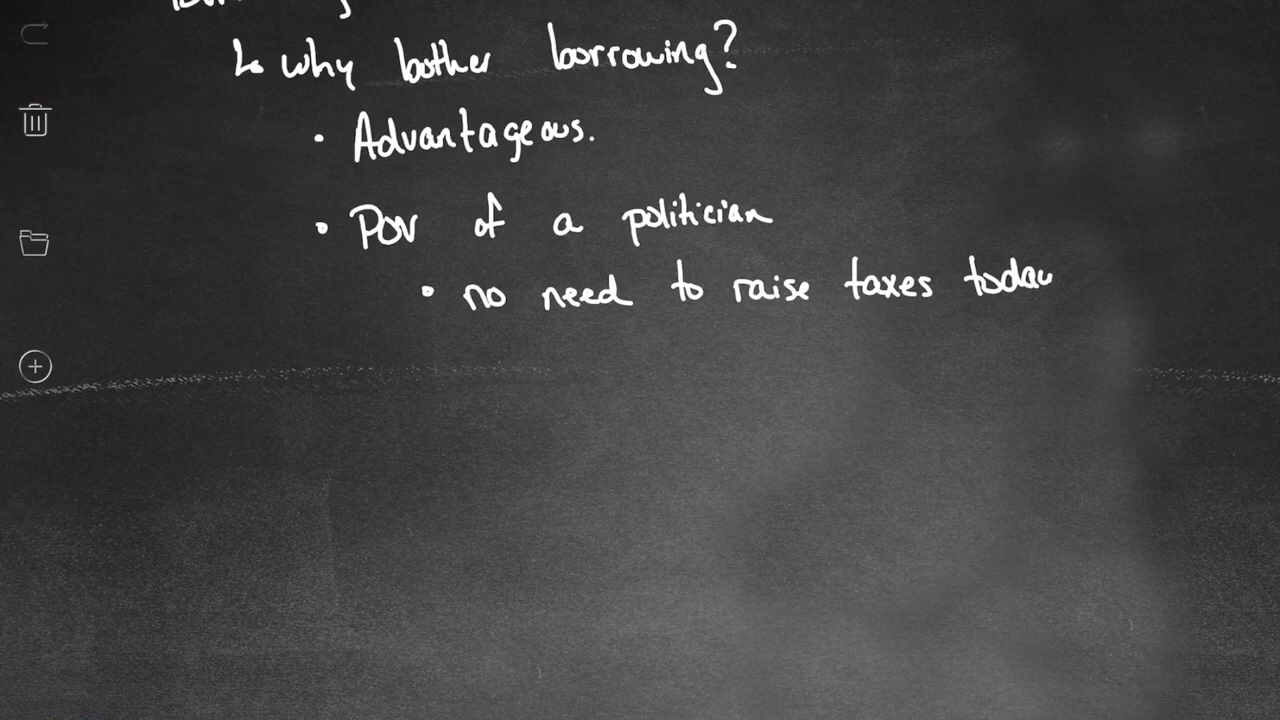 ↳ why bother borrowing?
• Advantageous.
• POV of a politician
• no need to raise taxes today